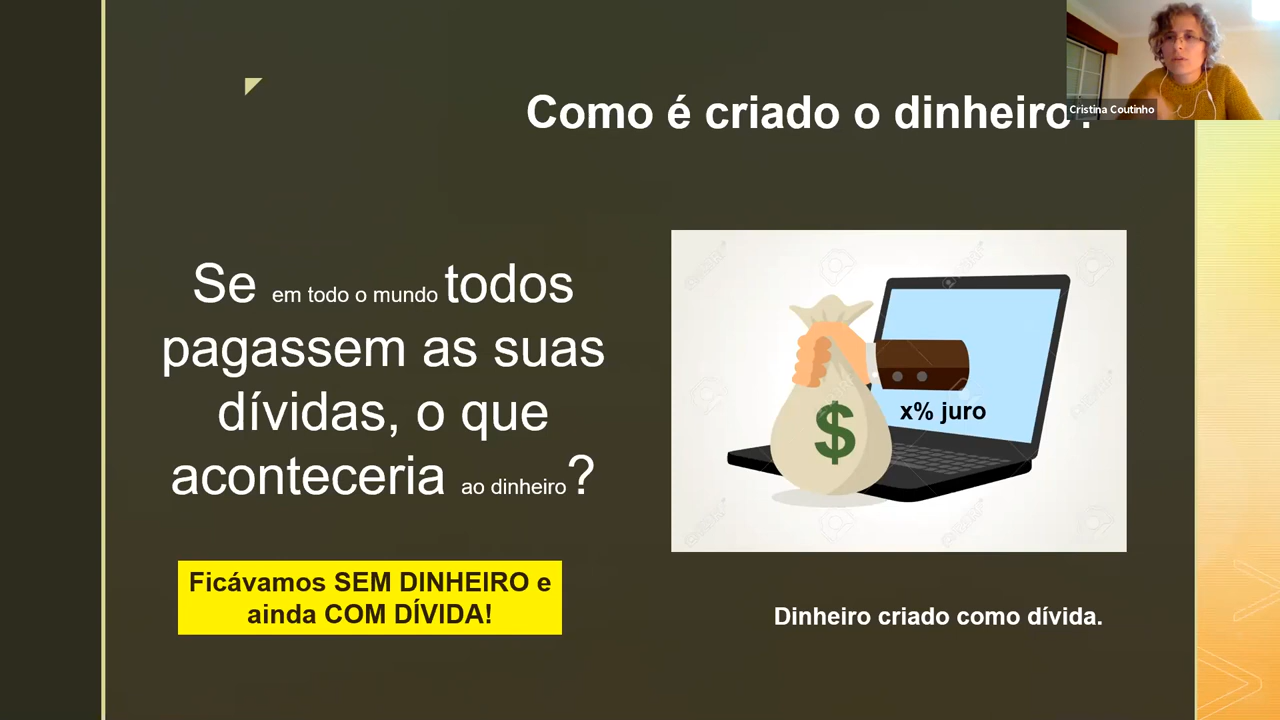 Como é criado o dinheiro?
Cristina Coutinho
Se em todo o mundo todos
pagassem as suas
dívidas, o que
aconteceria ao dinheiro?
$
x% juro
Ficávamos SEM DINHEIRO e
ainda COM DÍVIDA!
Dinheiro criado como dívida.